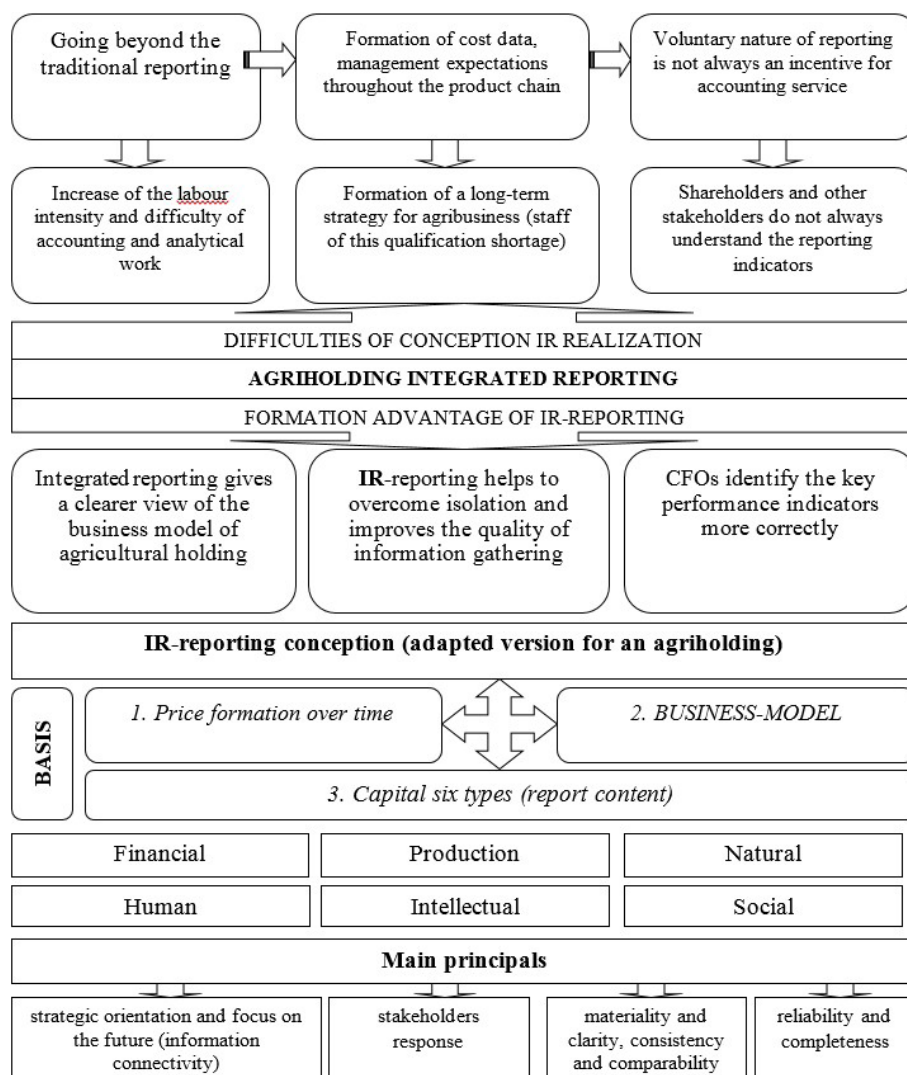 Going beyond the
traditional reporting
Formation of cost data,
management expectations
throughout the product chain
Voluntary nature of reporting
is not always an incentive for
accounting service
Increase of the labour
intensity and difficulty of
accounting and analytical
work
Formation of a long-term
strategy for agribusiness (staff
of this qualification shortage)
Shareholders and other
stakeholders do not always
understand the reporting
indicators
DIFFICULTIES OF CONCEPTION IR REALIZATION
AGRIHOLDING INTEGRATED REPORTING
FORMATION ADVANTAGE OF IR-REPORTING
Integrated reporting gives
a clearer view of the
business model of
agricultural holding
IR-reporting helps to
overcome isolation and
improves the quality of
information gathering
CFOs identify the key
performance indicators
more correctly
IR-reporting conception (adapted version for an agriholding)
BASIS
1. Price formation over time
2. BUSINESS-MODEL
3. Capital six types (report content)
Financial
Production
Natural
Human
Intellectual
Social
Main principals
strategic orientation and focus on
the future (information
connectivity)
stakeholders
response
materiality and
clarity, consistency
and comparability
reliability and
completeness